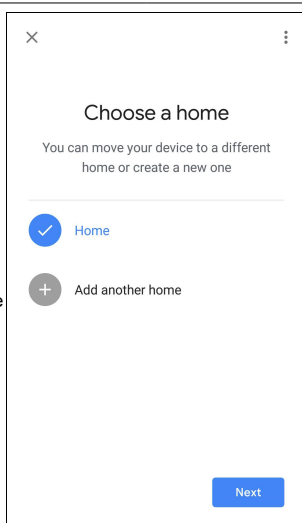 Choose a home
You can move your device to a different
home or create a new one
Home
e
Add another home
Next